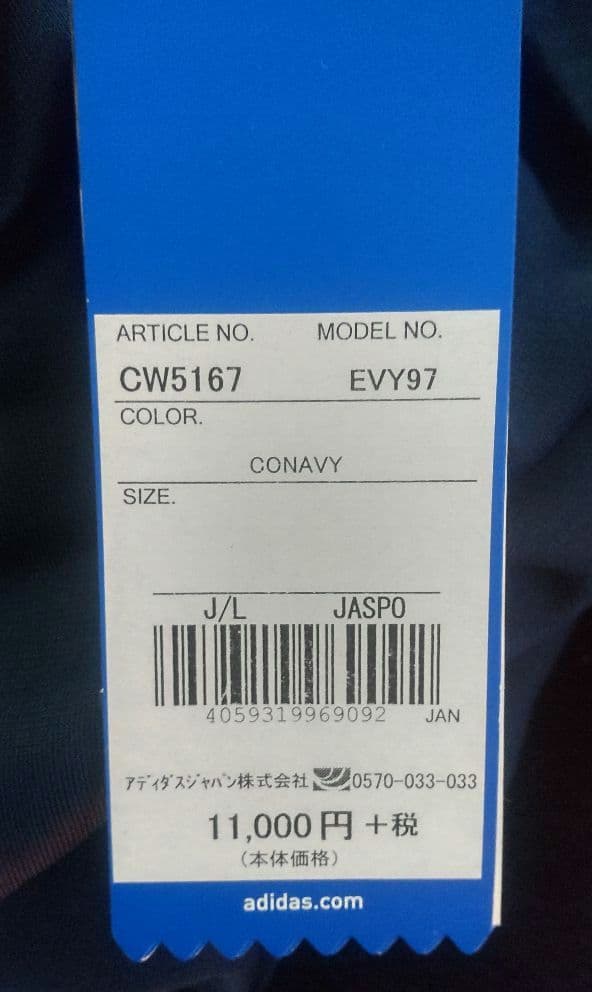 ARTICLE NO. MODEL NO.
CW5167 EVY97
COLOR.
CONAVY
SIZE.
J/L JASPO
4059319969092 JAN
アディダスジャパン株式会社 0570-033-033
11,000円+税
(本体価格)
adidas.com